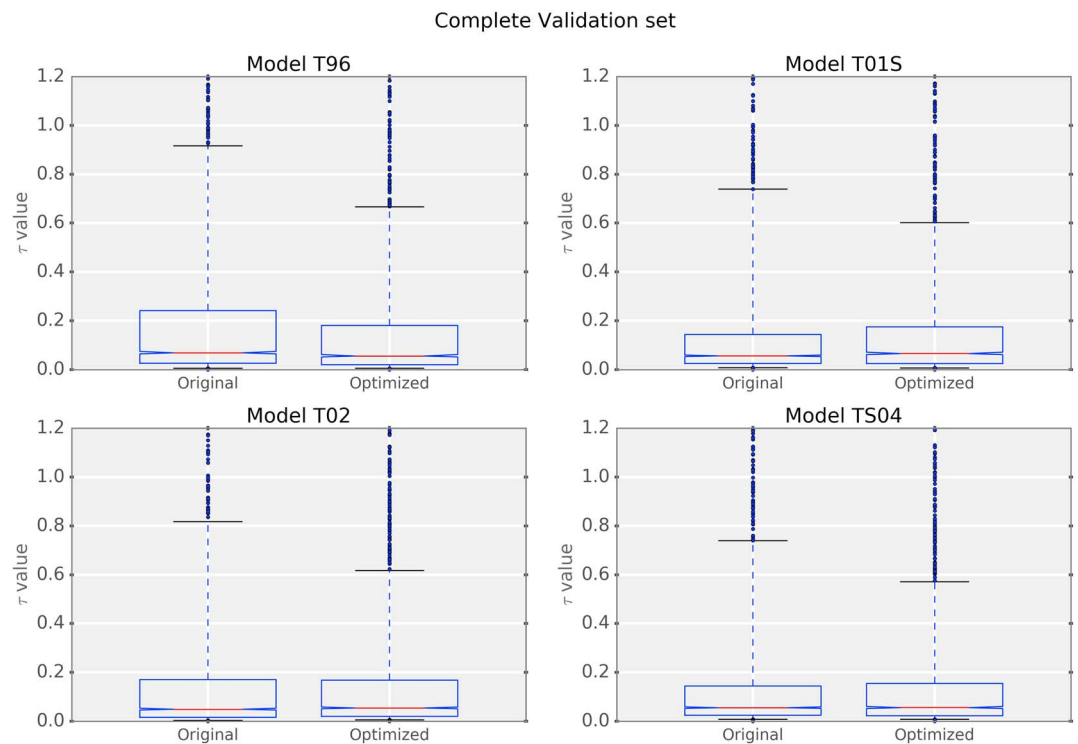 Complete Validation set
Model T96
1.2
1.0
0.8
0.6
0.4
0.2
0.0
τ value
Original Optimized
Model T01S
1.2
1.0
0.8
0.6
0.4
0.2
0.0
τ value
Original Optimized
Model T02
1.2
1.0
0.8
0.6
0.4
0.2
0.0
τ value
Original Optimized
Model TS04
1.2
1.0
0.8
0.6
0.4
0.2
0.0
τ value
Original Optimized